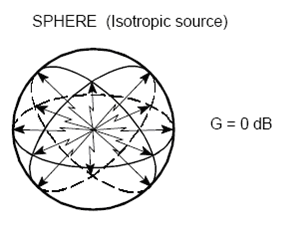 SPHERE (Isotropic source)
G = 0 dB